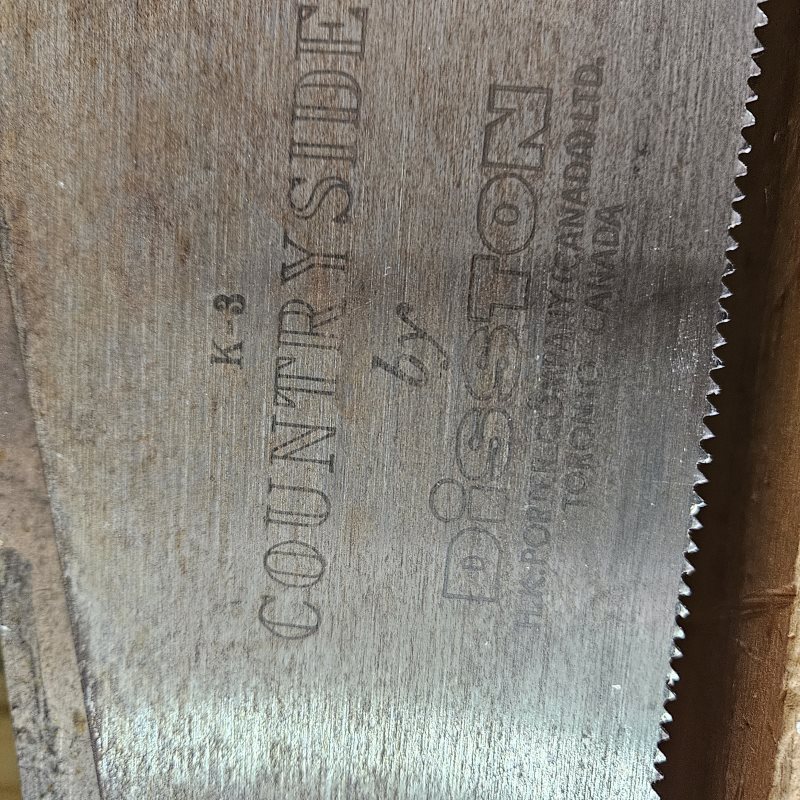 K-3
COUNTRYSIDE
by
DissTON
H.K. PORTER COMPANY (CANADA) LTD.
TORONTO CANADA